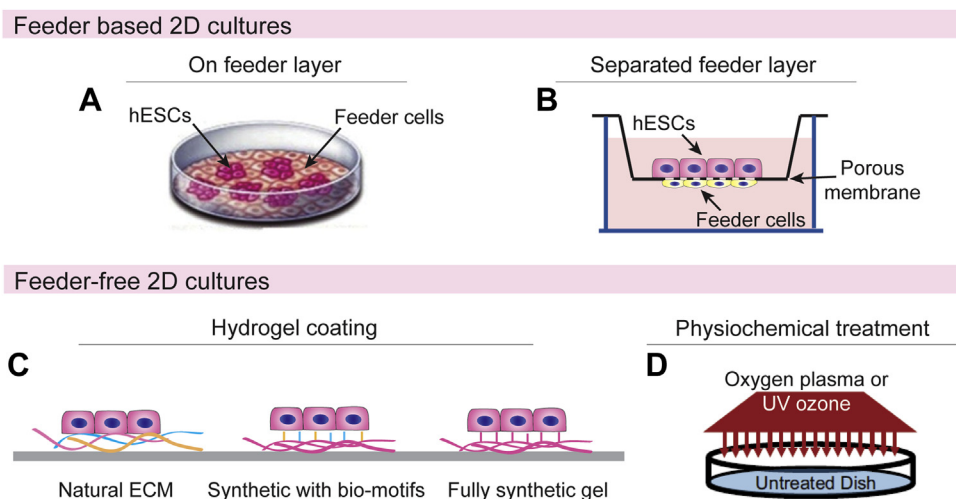 Feeder based 2D cultures
On feeder layer
Separated feeder layer
A
B
hESCs
Feeder cells
hESCs
Porous
membrane
Feeder cells
Feeder-free 2D cultures
Hydrogel coating
Physiochemical treatment
C
D
Oxygen plasma or
UV ozone
Natural ECM
Synthetic with bio-motifs
Fully synthetic gel
Untreated Dish